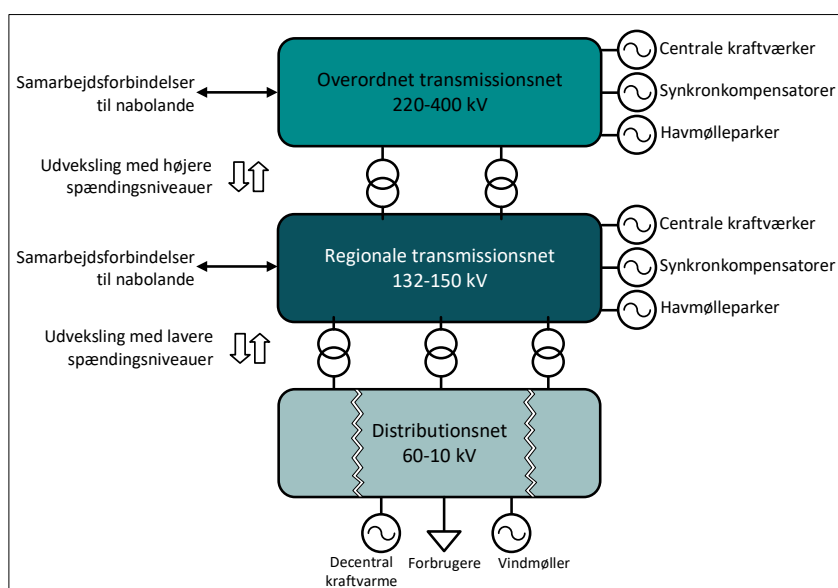 Overordnet transmissionsnet
220-400 kV
Centrale kraftværker
Synkronkompensatorer
Havmølleparker
Samarbejdsforbindelser
til nabolande
Udveksling med højere
spændingsniveauer
Regionale transmissionsnet
132-150 kV
Centrale kraftværker
Synkronkompensatorer
Havmølleparker
Samarbejdsforbindelser
til nabolande
Udveksling med lavere
spændingsniveauer
Distributionsnet
60-10 kV
Decentral
kraftvarme
Forbrugere
Vindmøller